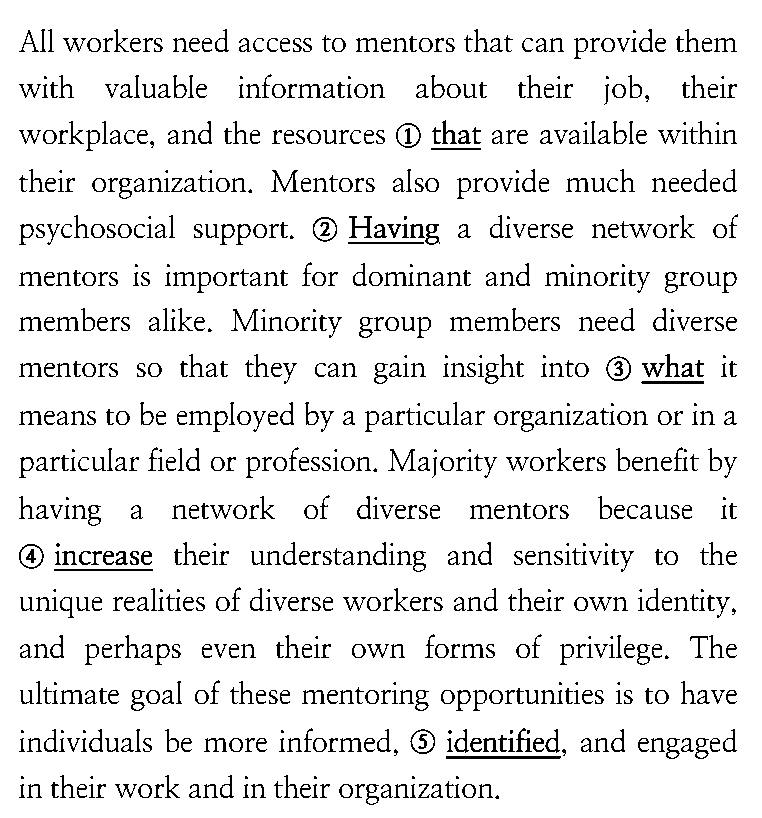 All workers need access to mentors that can provide them
with valuable information about their job, their
workplace, and the resources ① that are available within
their organization. Mentors also provide much needed
psychosocial support. ② Having a diverse network of
mentors is important for dominant and minority group
members alike. Minority group members need diverse
mentors so that they can gain insight into ③ what it
means to be employed by a particular organization or in a
particular field or profession. Majority workers benefit by
having a network of diverse mentors because it
④ increase their understanding and sensitivity to the
unique realities of diverse workers and their own identity,
and perhaps even their own forms of privilege. The
ultimate goal of these mentoring opportunities is to have
individuals be more informed, ⑤ identified, and engaged
in their work and in their organization.